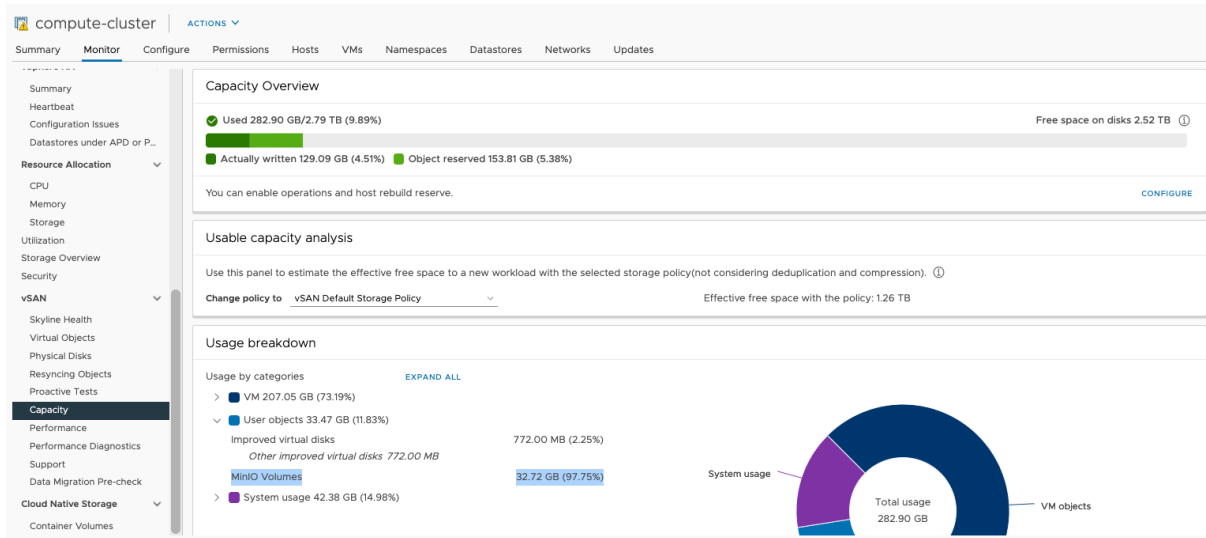 compute-cluster ACTIONS
Summary Monitor Configure Permissions Hosts VMs Namespaces Datastores Networks Updates
Summary
Heartbeat
Configuration Issues
Datastores under APD or P...
Resource Allocation
CPU
Memory
Storage
Utilization
Storage Overview
Security
vSAN
Skyline Health
Virtual Objects
Physical Disks
Resyncing Objects
Proactive Tests
Capacity
Performance
Performance Diagnostics
Support
Data Migration Pre-check
Cloud Native Storage
Container Volumes
Capacity Overview
Used 282.90 GB/2.79 TB (9.89%) Free space on disks 2.52 TB
Actually written 129.09 GB (4.51%) Object reserved 153.81 GB (5.38%)
You can enable operations and host rebuild reserve. CONFIGURE
Usable capacity analysis
Use this panel to estimate the effective free space to a new workload with the selected storage policy(not considering deduplication and compression).
Change policy to vSAN Default Storage Policy Effective free space with the policy: 1.26 TB
Usage breakdown
Usage by categories EXPAND ALL
VM 207.05 GB (73.19%)
User objects 33.47 GB (11.83%)
Improved virtual disks 772.00 MB (2.25%)
Other improved virtual disks 772.00 MB
MinIO Volumes 32.72 GB (97.75%)
System usage 42.38 GB (14.98%)
System usage
Total usage
282.90 GB
VM objects